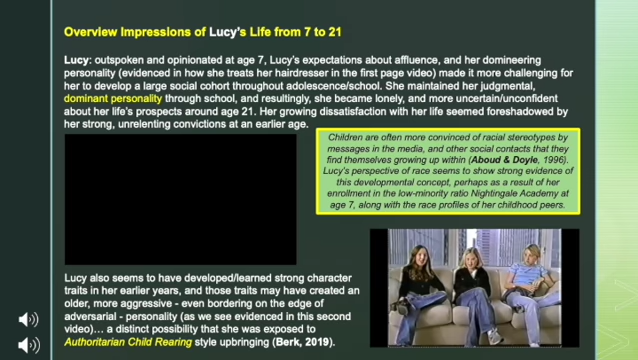 Overview Impressions of Lucy's Life from 7 to 21
Lucy: outspoken and opinionated at age 7, Lucy's expectations about affluence, and her domineering
personality (evidenced in how she treats her hairdresser in the first page video) made it more challenging for
her to develop a large social cohort throughout adolescence/school. She maintained her judgmental,
dominant personality through school, and resultingly, she became lonely, and more uncertain/unconfident
about her life's prospects around age 21. Her growing dissatisfaction with her life seemed foreshadowed by
her strong, unrelenting convictions at an earlier age.
Children are often more convinced of racial stereotypes by
messages in the media, and other social contacts that they
find themselves growing up within (Aboud & Doyle, 1996).
Lucy's perspective of race seems to show strong evidence of
this developmental concept, perhaps as a result of her
enrollment in the low-minority ratio Nightingale Academy at
age 7, along with the race profiles of her childhood peers.
Lucy also seems to have developed/learned strong character
traits in her earlier years, and those traits may have created an
older, more aggressive - even bordering on the edge of
adversarial - personality (as we see evidenced in this second
video)… a distinct possibility that she was exposed to
Authoritarian Child Rearing style upbringing (Berk, 2019).